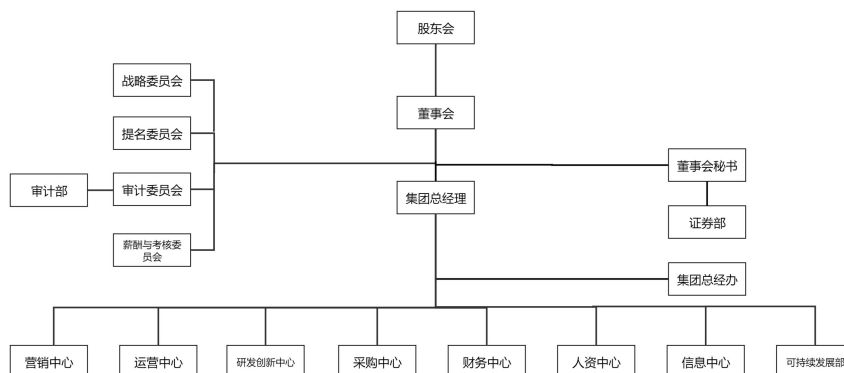 股东会
战略委员会
董事会
提名委员会
董事会秘书
审计部
审计委员会
集团总经理
证券部
薪酬与考核委
员会
集团总经办
营销中心
运营中心
研发创新中心
采购中心
财务中心
人资中心
信息中心
可持续发展部